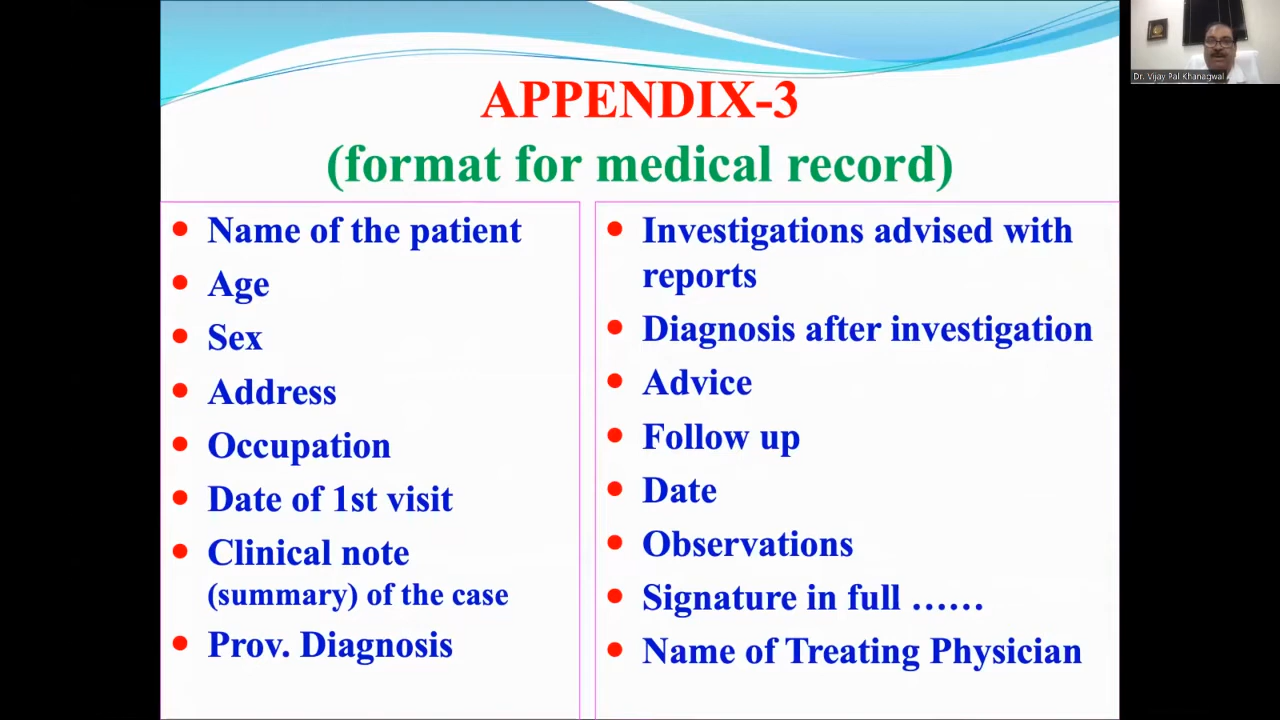 APPENDIX-3
(format for medical record)
Name of the patient
Age
Sex
Address
Occupation
Date of 1st visit
Clinical note
(summary) of the case
Prov. Diagnosis
Investigations advised with
reports
Diagnosis after investigation
Advice
Follow up
Date
Observations
Signature in full ......
Name of Treating Physician
Dr. Vijay Pal Khanagwal